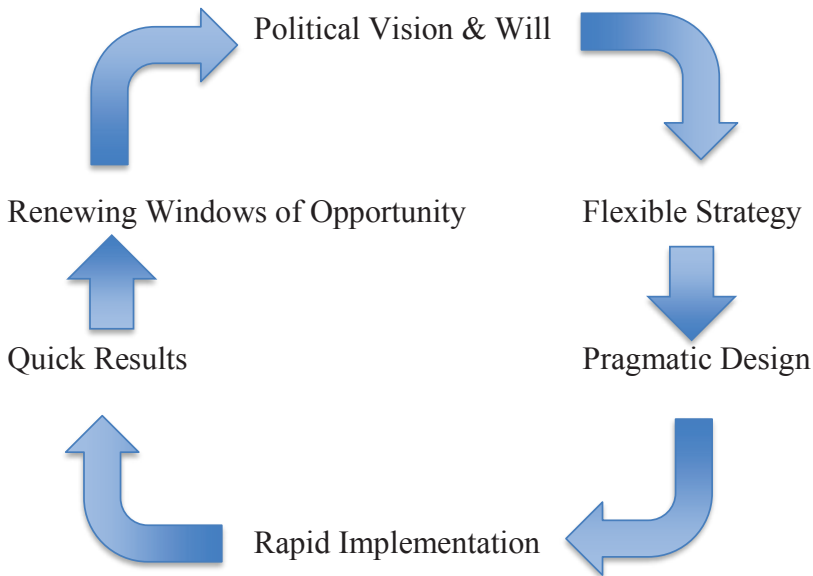 Political Vision & Will
Renewing Windows of Opportunity
Flexible Strategy
Quick Results
Pragmatic Design
Rapid Implementation